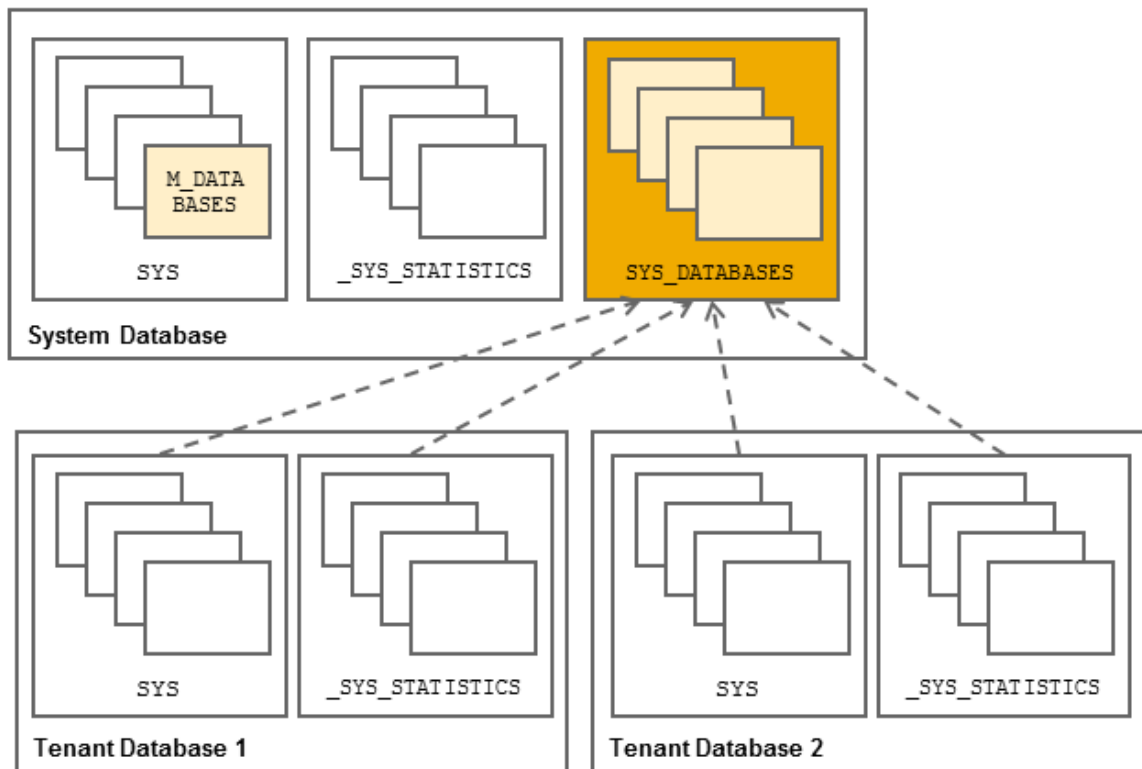 M_DATA
BASES
SYS
_SYS_STATISTICS
SYS_DATABASES
System Database
SYS
_SYS_STATISTICS
Tenant Database 1
SYS
_SYS_STATISTICS
Tenant Database 2